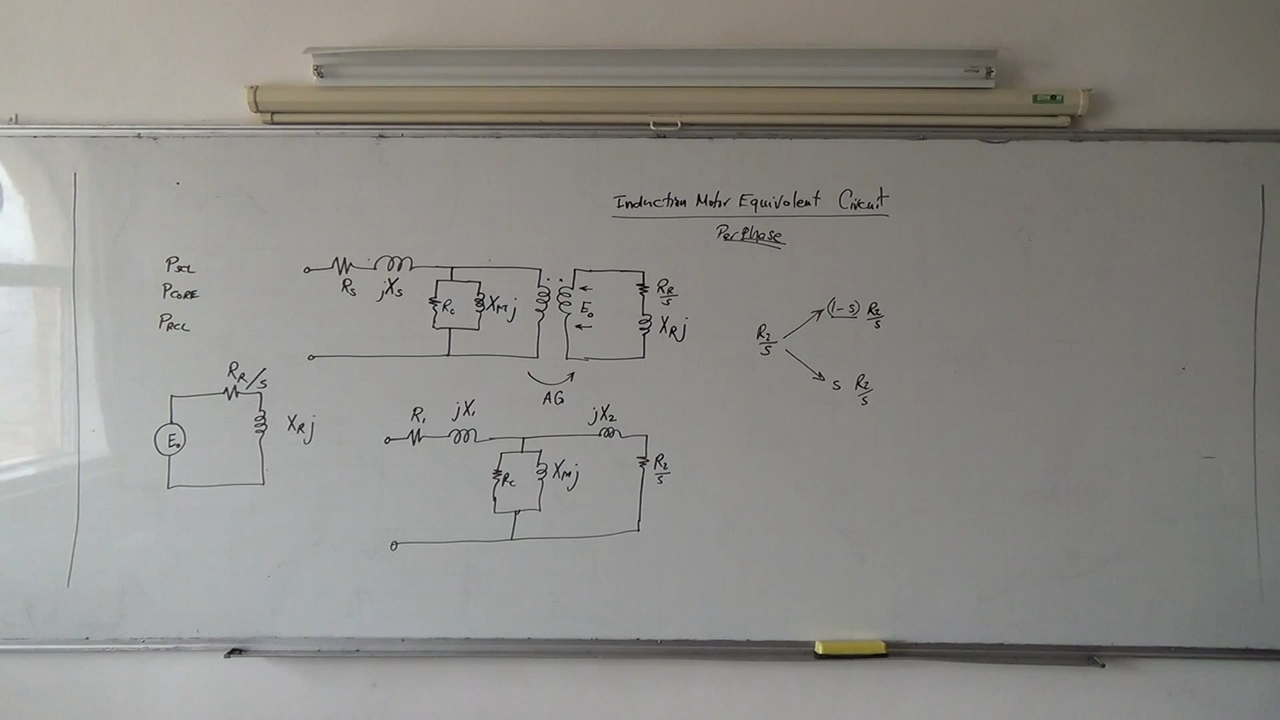 Induction Motor Equivalent Circuit
Per Phase
PSCL
PCORE
PRCL
RS
jXS
RC
XMj
E₀
RR/S
XRj
AG
RR/S
E₀
XRj
R₁
jX₁
RC
XMj
jX₂
R₂/S
R₂/S
(1-S) R₂/S
S R₂/S